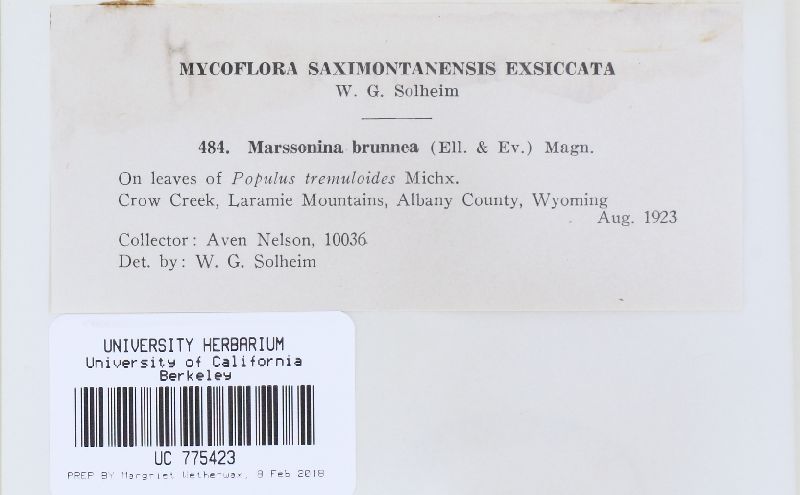 MYCOFLORA SAXIMONTANENSIS EXSICCATA
W. G. Solheim
484. Marssonina brunnea (Ell. & Ev.) Magn.
On leaves of Populus tremuloides Michx.
Crow Creek, Laramie Mountains, Albany County, Wyoming
Aug. 1923
Collector: Aven Nelson, 10036
Det. by: W. G. Solheim
UNIVERSITY HERBARIUM
University of California
Berkeley
UC 775423
PREP BY Margriet Wetherwax, 9 Feb 2018